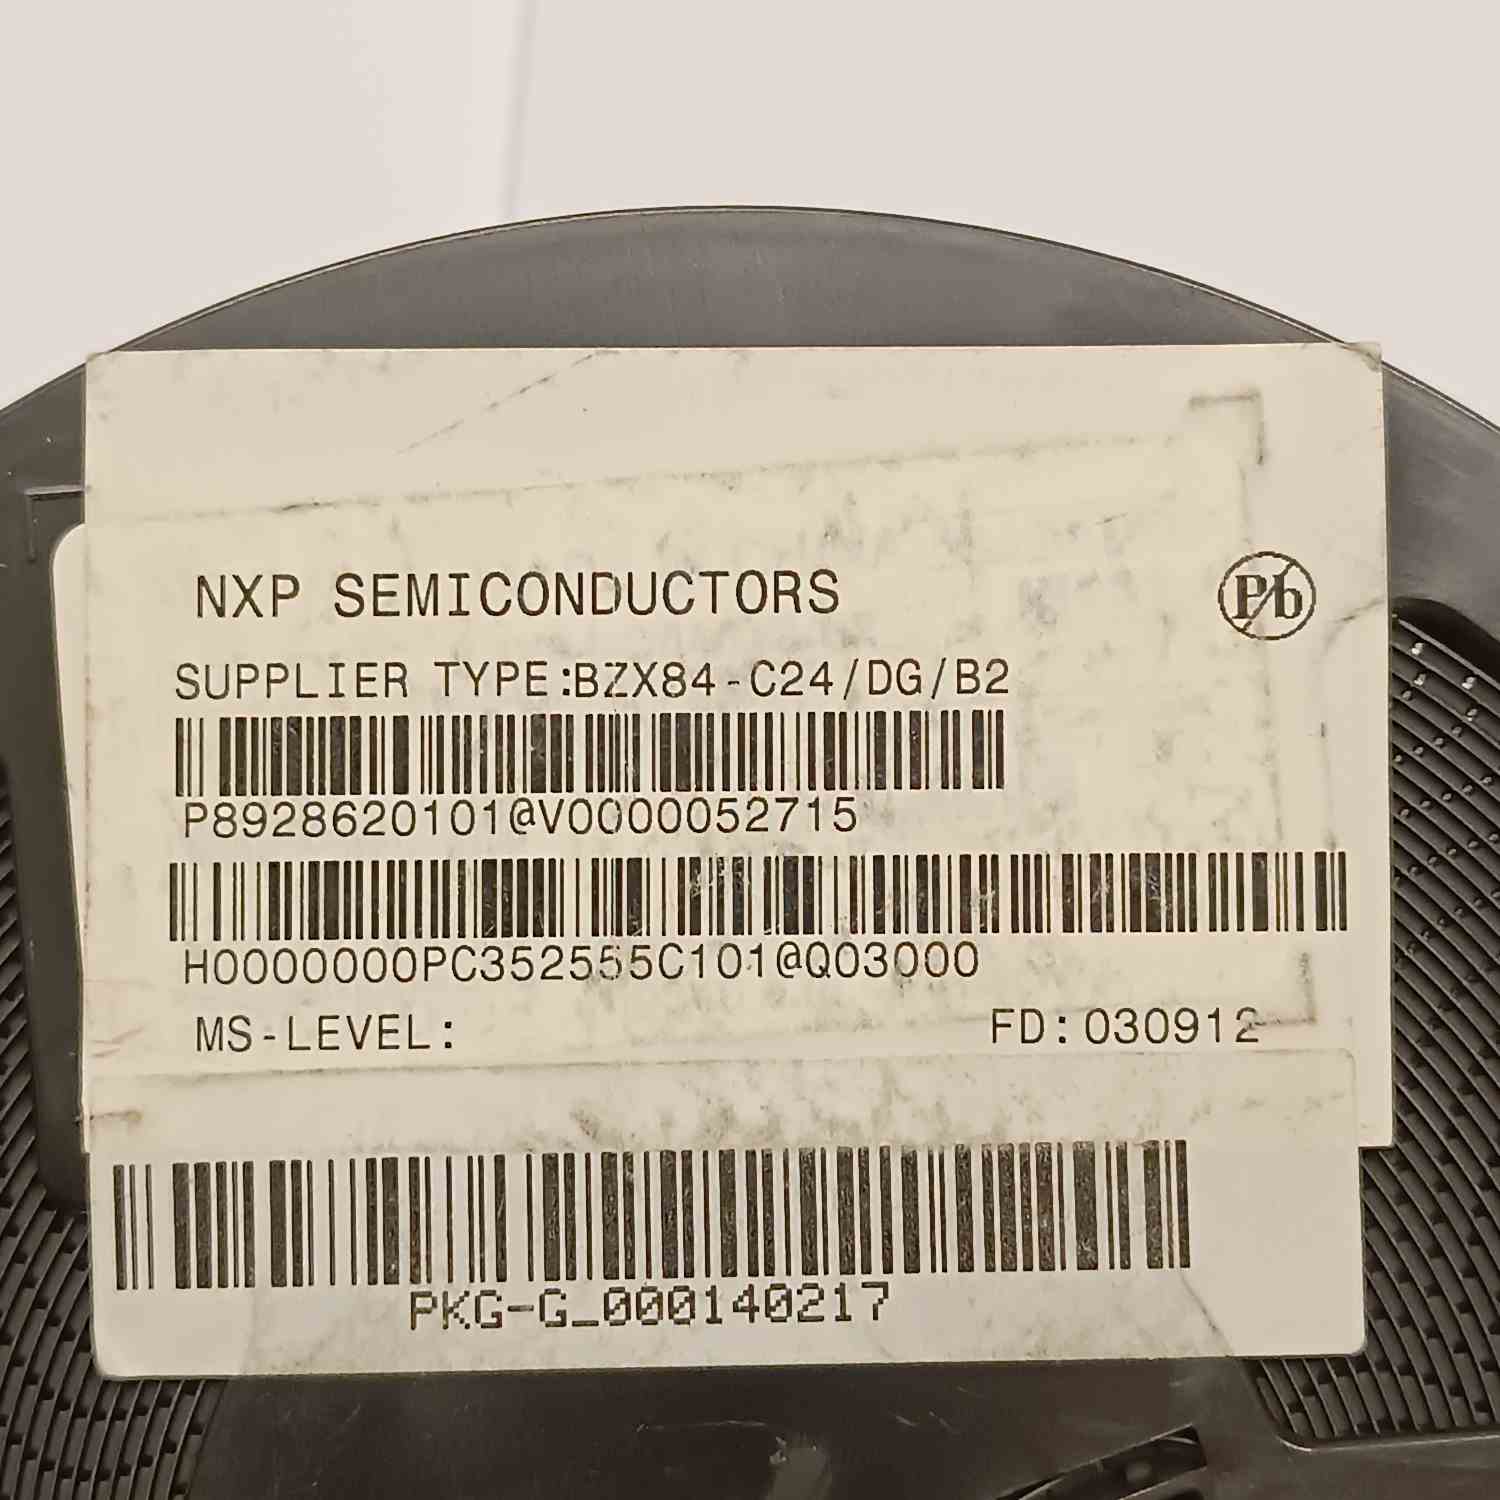 NXP SEMICONDUCTORS
Pb
SUPPLIER TYPE:BZX84-C24/DG/B2
P8928620101@V0000052715
H0000000PC352555C101@Q03000
MS-LEVEL:
FD:030912
PKG-G_000140217